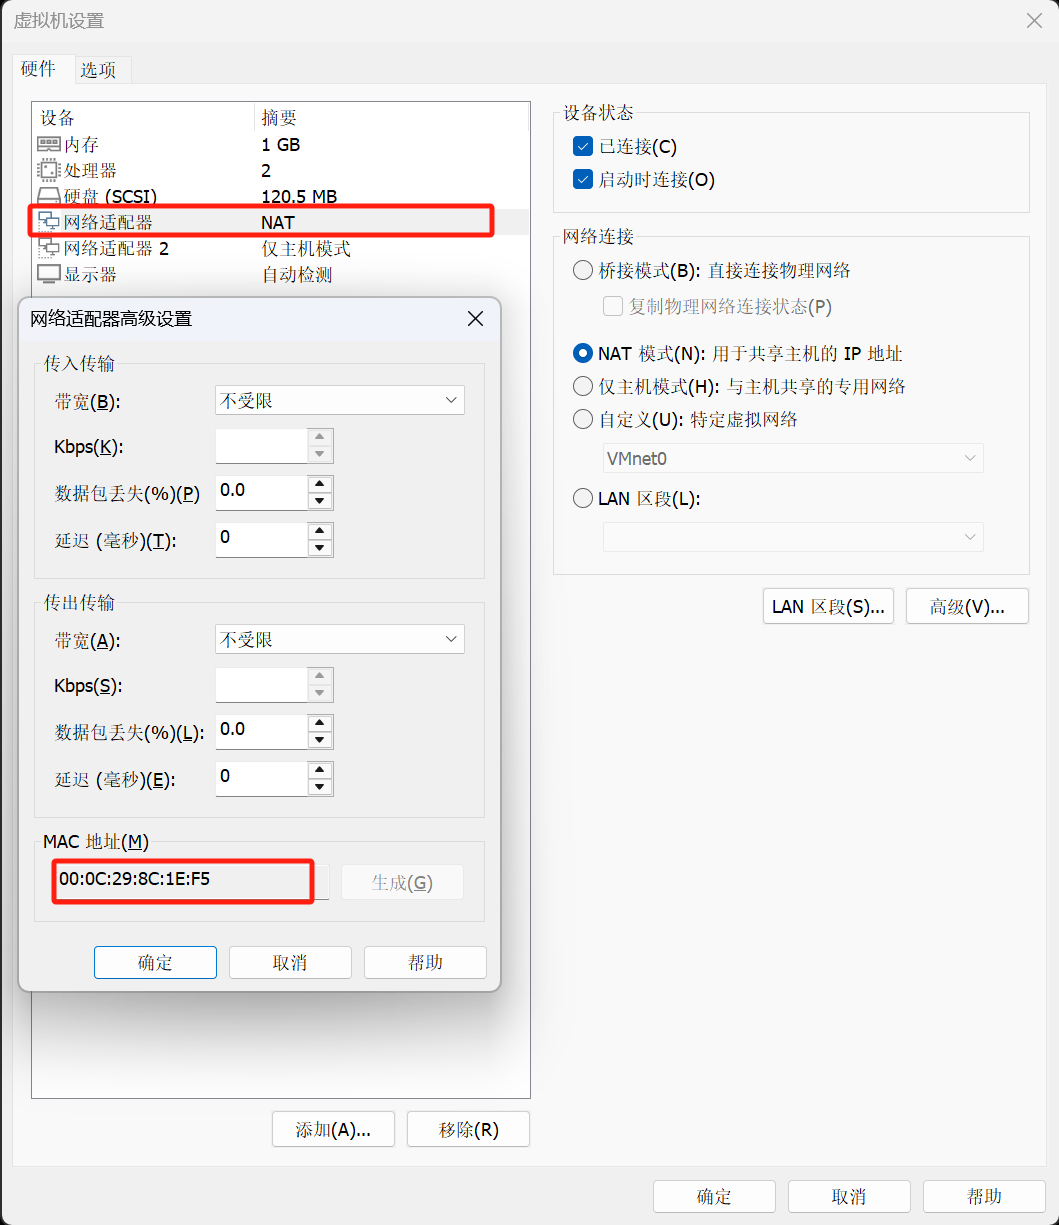 虚拟机设置
硬件 选项
设备 摘要
内存 1 GB
处理器 2
硬盘 (SCSI) 120.5 MB
网络适配器 NAT
网络适配器 2 仅主机模式
显示器 自动检测
网络适配器高级设置
传入传输
带宽(B): 不受限
Kbps(K):
数据包丢失(%)(P) 0.0
延迟 (毫秒)(T): 0
传出传输
带宽(A): 不受限
Kbps(S):
数据包丢失(%)(L): 0.0
延迟 (毫秒)(E): 0
MAC 地址(M)
00:0C:29:8C:1E:F5 生成(G)
确定 取消 帮助
添加(A)... 移除(R)
设备状态
已连接(C)
启动时连接(O)
网络连接
桥接模式(B): 直接连接物理网络
复制物理网络连接状态(P)
NAT 模式(N): 用于共享主机的 IP 地址
仅主机模式(H): 与主机共享的专用网络
自定义(U): 特定虚拟网络
VMnet0
LAN 区段(L):
LAN 区段(S)... 高级(V)...
确定 取消 帮助